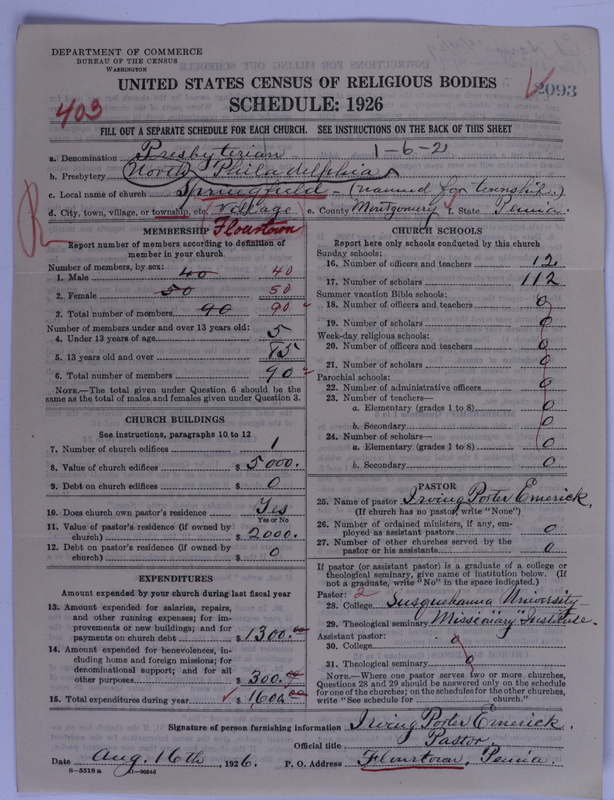 DEPARTMENT OF COMMERCE
BUREAU OF THE CENSUS
WASHINGTON
UNITED STATES CENSUS OF RELIGIOUS BODIES
2093
SCHEDULE: 1926
403
FILL OUT A SEPARATE SCHEDULE FOR EACH CHURCH. SEE INSTRUCTIONS ON THE BACK OF THIS SHEET
a. Denomination Presbyterian 1-6-2
b. Presbytery North Philadelphia
c. Local name of church Springfield - (named for township)
d. City, town, village, or township, etc. Village e. County Montgomery f. State Penna.
Flourtown
MEMBERSHIP
Report number of members according to definition of
member in your church
Number of members, by sex:
1. Male 40 40
2. Female 50 50
3. Total number of members 90 90
Number of members under and over 13 years old:
4. Under 13 years of age 5
5. 13 years old and over 85
6. Total number of members 90
NOTE.—The total given under Question 6 should be
same as the total of males and females given under Question 3.
CHURCH BUILDINGS
See instructions, paragraphs 10 to 12
7. Number of church edifices 1
8. Value of church edifices $ 5000.
9. Debt on church edifices $ 0
10. Does church own pastor's residence? Yes
Yes or No
11. Value of pastor's residence (if owned by
church) $ 2000.
12. Debt on pastor's residence (if owned by
church) $ 0
EXPENDITURES
Amount expended by your church during last fiscal year
13. Amount expended for salaries, repairs,
and other running expenses; for im-
provements or new buildings; and for
payments on church debt $ 1300.00
14. Amount expended for benevolences, in-
cluding home and foreign missions; for
denominational support; and for all
other purposes $ 300.00
15. Total expenditures during year $ 1600.00
CHURCH SCHOOLS
Report here only schools conducted by this church
Sunday schools:
16. Number of officers and teachers 12
17. Number of scholars 112
Summer vacation Bible schools:
18. Number of officers and teachers 0
19. Number of scholars 0
Week-day religious schools:
20. Number of officers and teachers 0
21. Number of scholars 0
Parochial schools:
22. Number of administrative officers 0
23. Number of teachers—
a. Elementary (grades 1 to 8) 0
b. Secondary 0
24. Number of scholars—
a. Elementary (grades 1 to 8) 0
b. Secondary 0
PASTOR
25. Name of pastor Irving Porter Emerick.
(If church has no pastor, write "None")
26. Number of ordained ministers, if any, em-
ployed as assistant pastors 0
27. Number of other churches served by the
pastor or his assistants 0
If pastor (or assistant pastor) is a graduate of a college or
theological seminary, give name of institution below. (If
not a graduate, write "No" in the space indicated.)
Pastor: 2
28. College Susquehanna University
29. Theological seminary "Missionary" Institute.
Assistant pastor:
30. College 0
31. Theological seminary 0
NOTE.—Where one pastor serves two or more churches,
Questions 28 and 29 should be answered only on the schedule
for one of the churches; on the schedules for the other churches,
write "See schedule for church."
Signature of person furnishing information Irving Porter Emerick.
Official title Pastor
Date Aug. 16th, 1926. P. O. Address Flourtown, Penna.
8—5518a